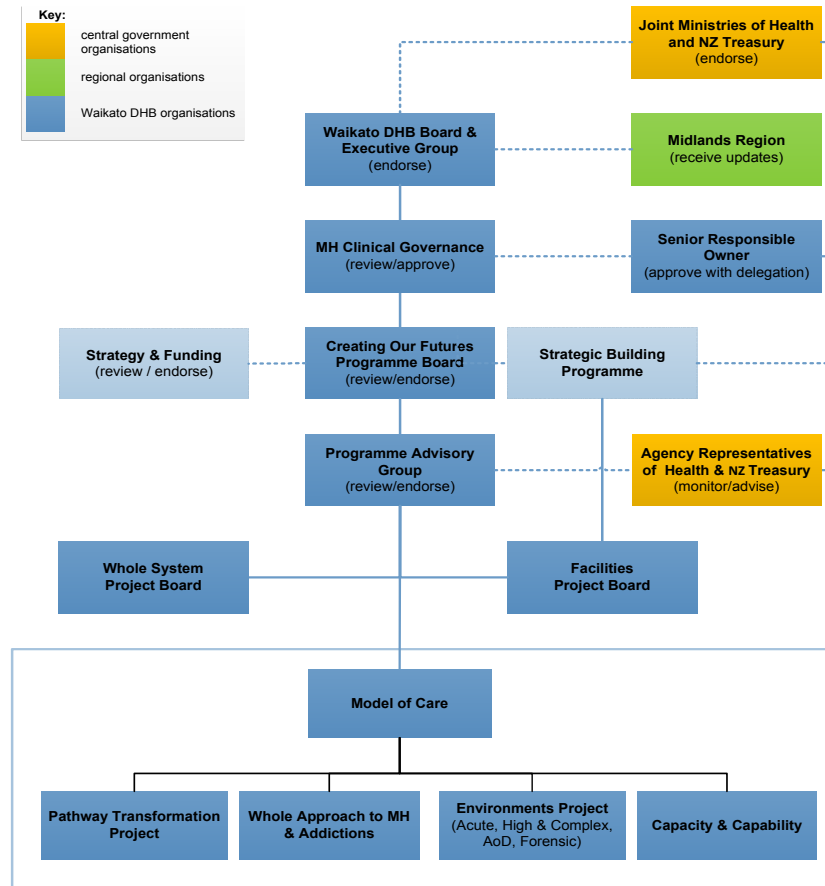 Key:
central government
organisations
regional organisations
Waikato DHB organisations
Joint Ministries of Health
and NZ Treasury
(endorse)
Waikato DHB Board &
Executive Group
(endorse)
Midlands Region
(receive updates)
MH Clinical Governance
(review/approve)
Senior Responsible
Owner
(approve with delegation)
Strategy & Funding
(review / endorse)
Creating Our Futures
Programme Board
(review/endorse)
Strategic Building
Programme
Programme Advisory
Group
(review/endorse)
Agency Representatives
of Health & NZ Treasury
(monitor/advise)
Whole System
Project Board
Facilities
Project Board
Model of Care
Pathway Transformation
Project
Whole Approach to MH
& Addictions
Environments Project
(Acute, High & Complex,
AoD, Forensic)
Capacity & Capability